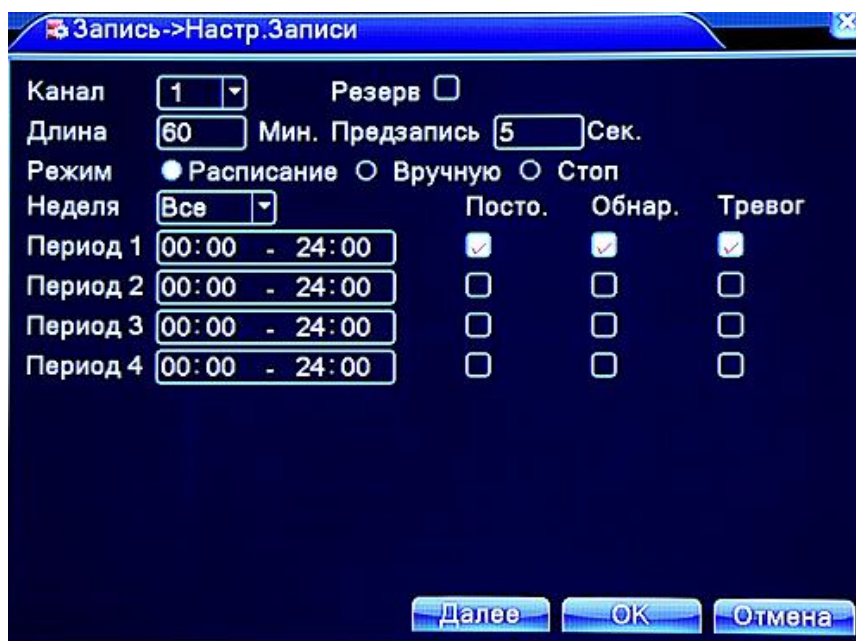 Запись->Настр.Записи
Канал 1 Резерв
Длина 60 Мин. Предзапись 5 Сек.
Режим Расписание Вручную Стоп
Неделя Все Посто. Обнар. Тревог
Период 1 00:00 - 24:00
Период 2 00:00 - 24:00
Период 3 00:00 - 24:00
Период 4 00:00 - 24:00
Далее OK Отмена